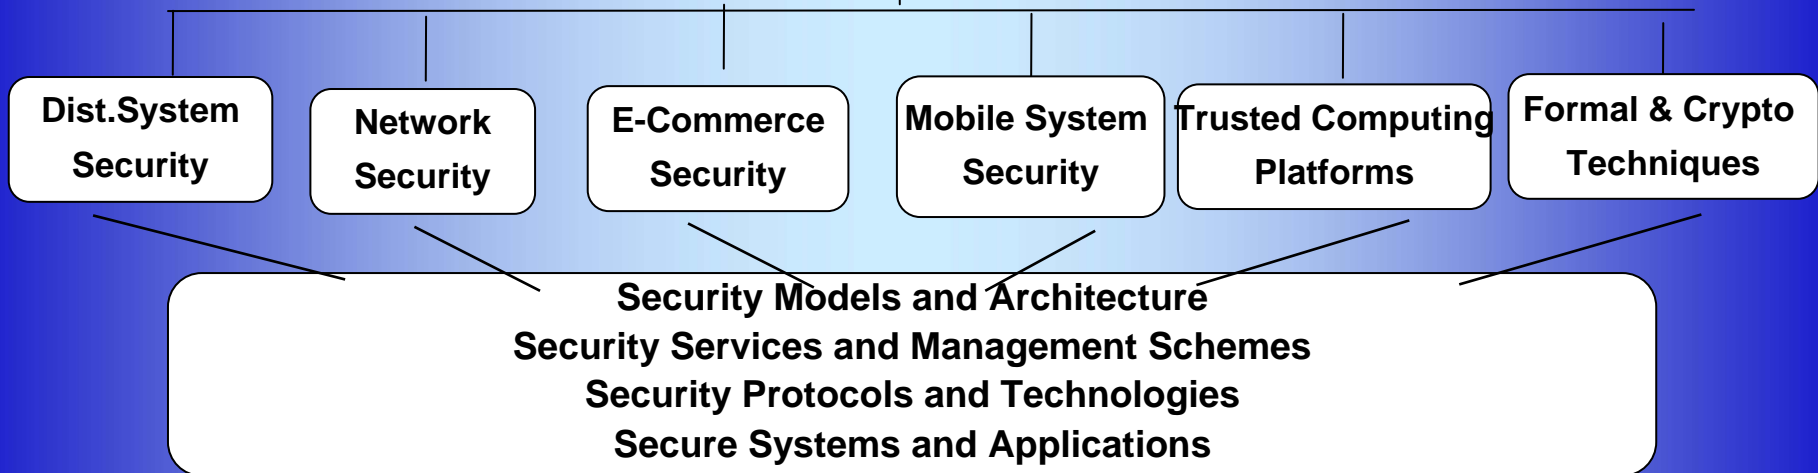 Dist.System
Security
Network
Security
E-Commerce
Security
Mobile System
Security
Trusted Computing
Platforms
Formal & Crypto
Techniques
Security Models and Architecture
Security Services and Management Schemes
Security Protocols and Technologies
Secure Systems and Applications